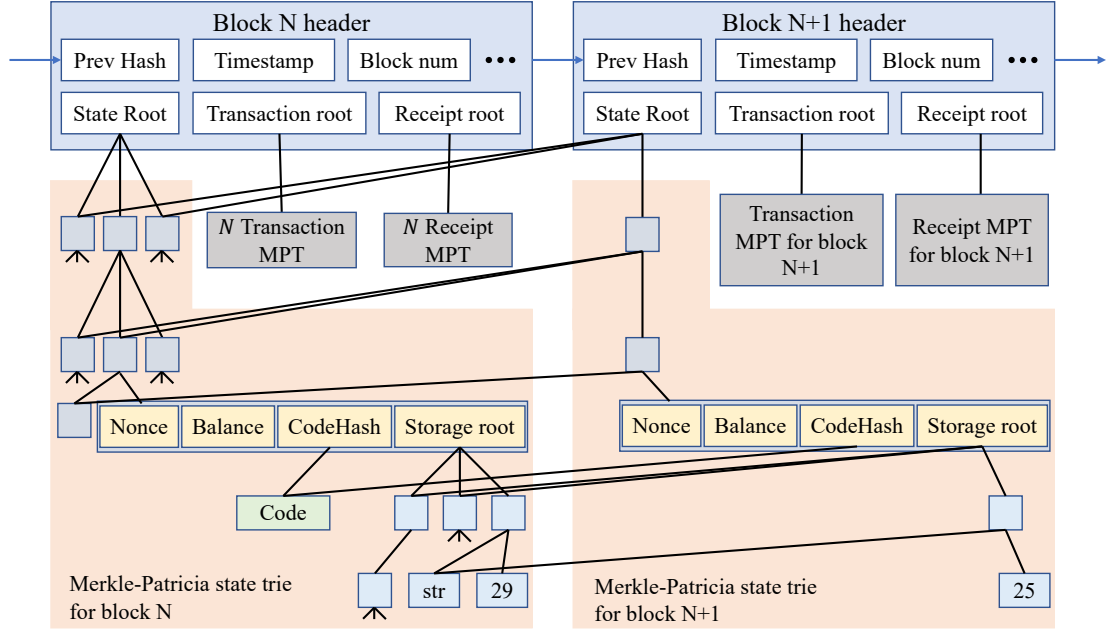 Block N header
Prev Hash
Timestamp
Block num
•••
State Root
Transaction root
Receipt root
Block N+1 header
Prev Hash
Timestamp
Block num
•••
State Root
Transaction root
Receipt root
N Transaction
MPT
N Receipt
MPT
Transaction
MPT for block
N+1
Receipt MPT
for block N+1
Nonce
Balance
CodeHash
Storage root
Nonce
Balance
CodeHash
Storage root
Code
str
29
25
Merkle-Patricia state trie
for block N
Merkle-Patricia state trie
for block N+1